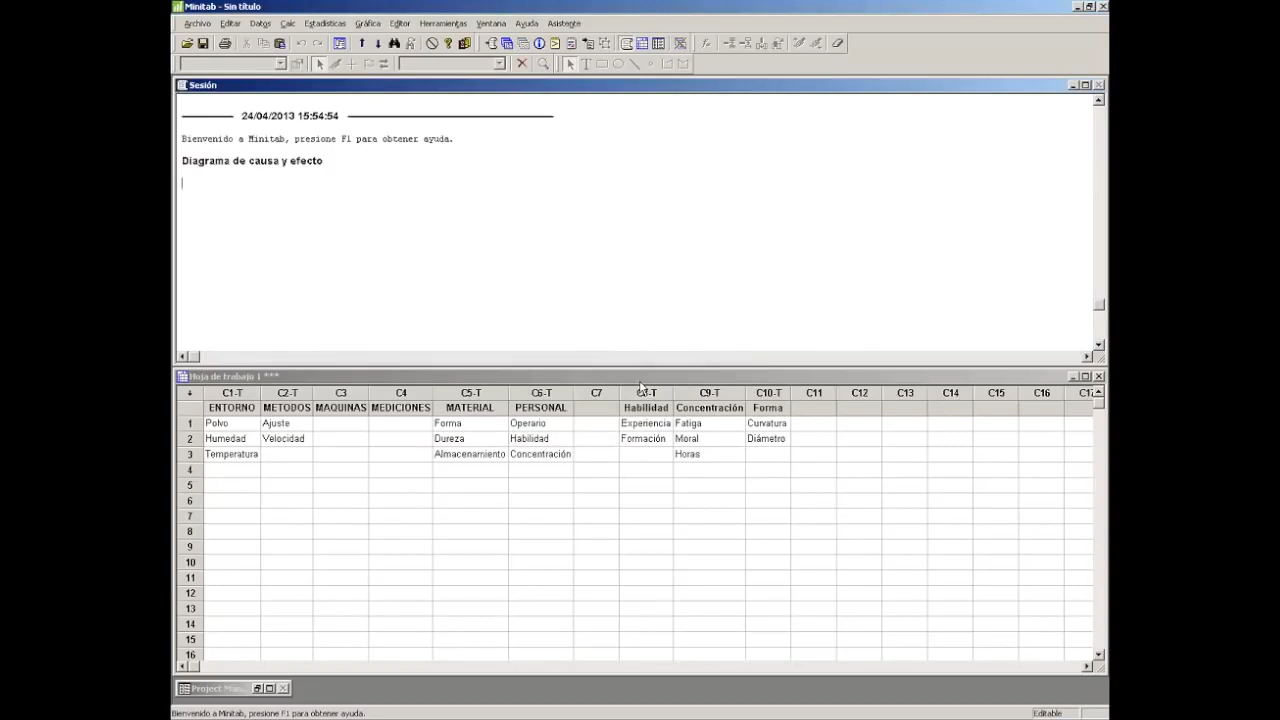 Minitab - Sin título
Archivo Editar Datos Calc Estadísticas Gráfica Editor Herramientas Ventana Ayuda Asistente
Sesión
24/04/2013 15:54:54
Bienvenido a Minitab, presione F1 para obtener ayuda.
Diagrama de causa y efecto
Hoja de trabajo 1 ***
C1-T C2-T C3 C4 C5-T C6-T C7 C8-T C9-T C10-T C11 C12 C13 C14 C15 C16
ENTORNO METODOS MAQUINAS MEDICIONES MATERIAL PERSONAL Habilidad Concentración Forma
1 Polvo Ajuste Forma Operario Experiencia Fatiga Curvatura
2 Humedad Velocidad Dureza Habilidad Formación Moral Diámetro
3 Temperatura Almacenamiento Concentración Horas
4
5
6
7
8
9
10
11
12
13
14
15
16
Project
Bienvenido a Minitab, presione F1 para obtener ayuda. Editable